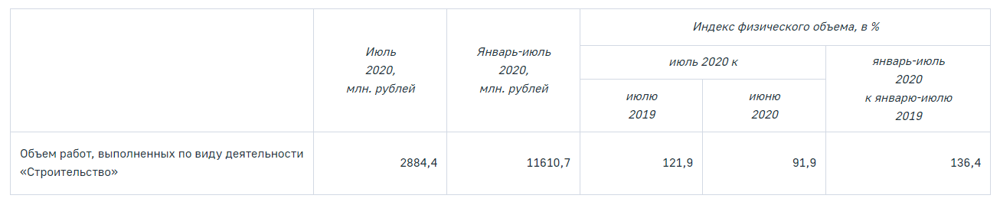 Индекс физического объема, в %
Июль
2020,
млн. рублей
Январь-июль
2020,
млн. рублей
июль 2020 к
январь-июль
2020
к январю-июлю
2019
июлю
2019
июню
2020
Объем работ, выполненных по виду деятельности
«Строительство»
2884,4
11610,7
121,9
91,9
136,4